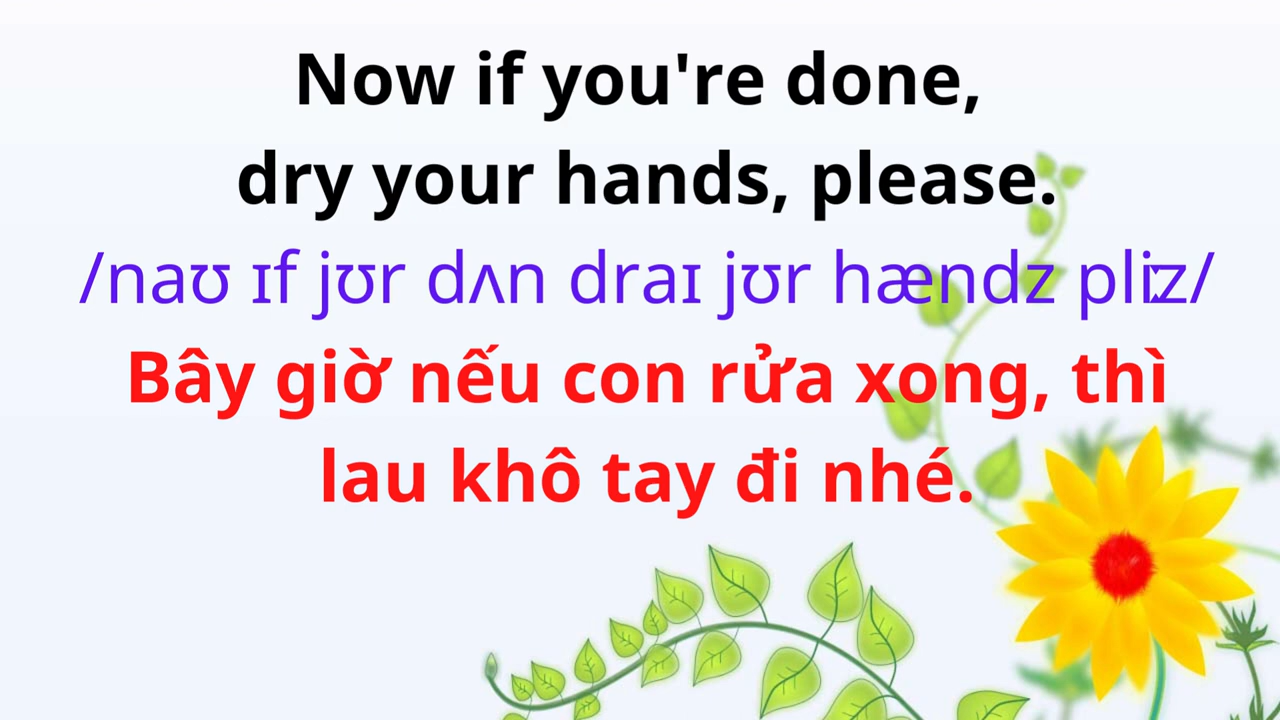 Now if you're done,
dry your hands, please.
/naʊ ɪf jʊr dʌn draɪ jʊr hændz pliːz/
Bây giờ nếu con rửa xong, thì
lau khô tay đi nhé.